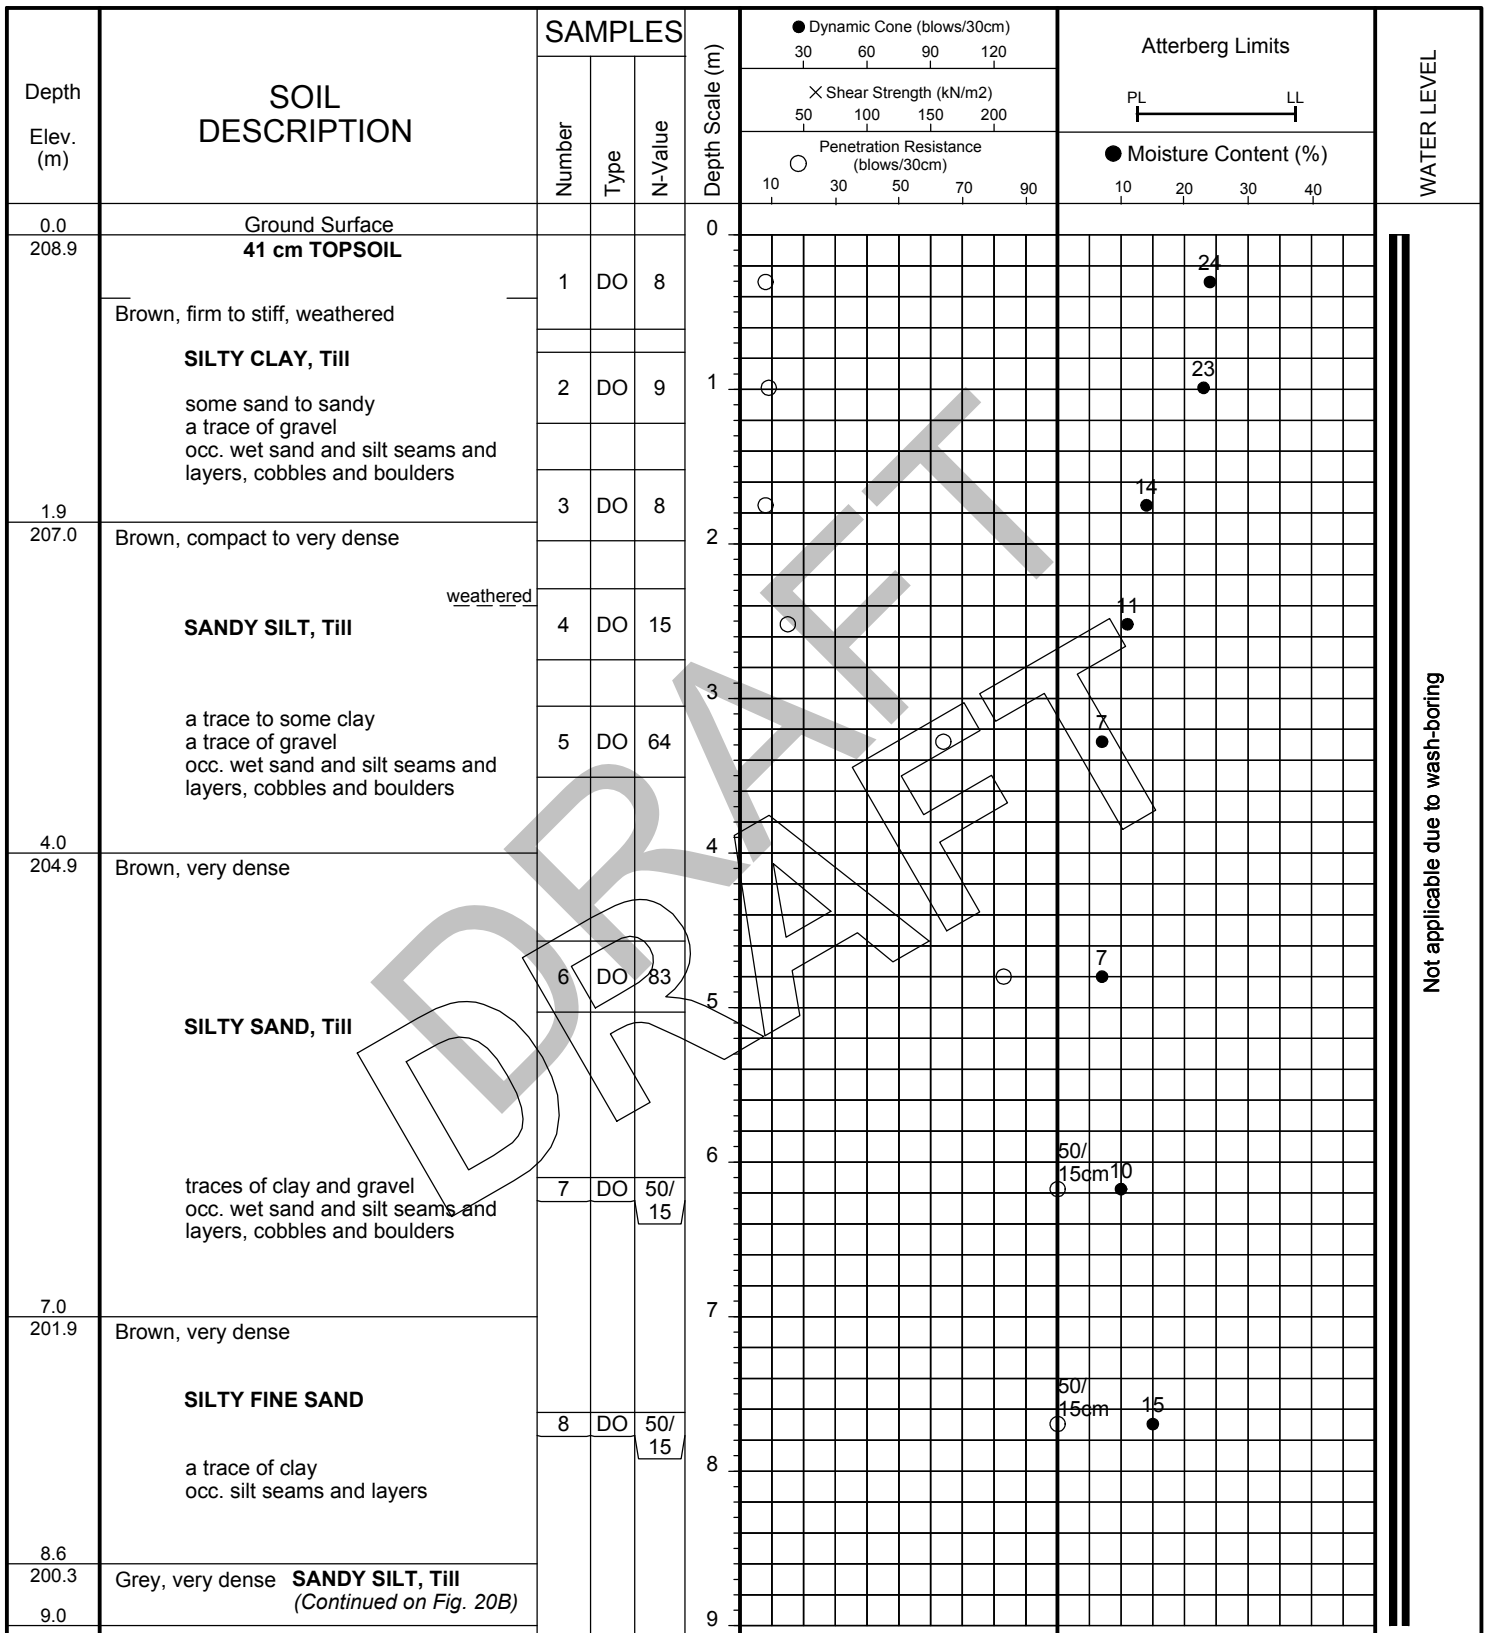 Depth
Elev.
(m)
SOIL
DESCRIPTION
SAMPLES
Number
Type
N-Value
Depth Scale (m)
● Dynamic Cone (blows/30cm)
30 60 90 120
× Shear Strength (kN/m2)
50 100 150 200
○ Penetration Resistance
(blows/30cm)
10 30 50 70 90
Atterberg Limits
PL LL
● Moisture Content (%)
10 20 30 40
WATER LEVEL
0.0 Ground Surface 0
208.9 41 cm TOPSOIL
1 DO 8 24
Brown, firm to stiff, weathered
SILTY CLAY, Till
2 DO 9 1 23
some sand to sandy
a trace of gravel
occ. wet sand and silt seams and
layers, cobbles and boulders
3 DO 8 14
1.9
207.0 Brown, compact to very dense 2
weathered
SANDY SILT, Till 4 DO 15 11
3
a trace to some clay
a trace of gravel 5 DO 64 7
occ. wet sand and silt seams and
layers, cobbles and boulders
4.0 4
204.9 Brown, very dense
6 DO 83 7
5
SILTY SAND, Till
6
50/
15cm 10
traces of clay and gravel 7 DO 50/
15
occ. wet sand and silt seams and
layers, cobbles and boulders
7.0 7
201.9 Brown, very dense
SILTY FINE SAND
50/
15cm 15
8 DO 50/
15
8
a trace of clay
occ. silt seams and layers
8.6
200.3 Grey, very dense SANDY SILT, Till
(Continued on Fig. 20B)
9.0 9
Not applicable due to wash-boring
DRAFT
DRAFT